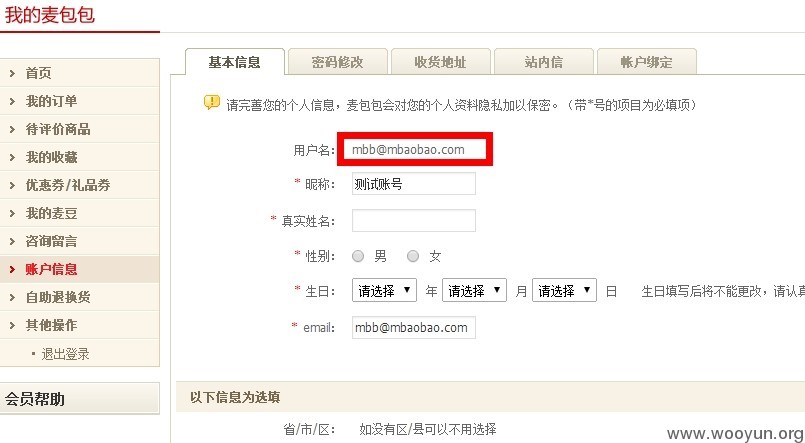 我的麦包包
首页
我的订单
待评价商品
我的收藏
优惠券/礼品券
我的麦豆
咨询留言
账户信息
自助退换货
其他操作
退出登录
会员帮助
基本信息 密码修改 收货地址 站内信 帐户绑定
请完善您的个人信息，麦包包会对您的个人资料隐私加以保密。（带*号的项目为必填项）
用户名： mbb@mbaobao.com
* 昵称： 测试账号
* 真实姓名：
* 性别： 男 女
* 生日： 请选择 年 请选择 月 请选择 日 生日填写后将不能更改，请认真
* email: mbb@mbaobao.com
以下信息为选填
省/市/区： 如没有区/县可以不用选择
www.wooyun.org